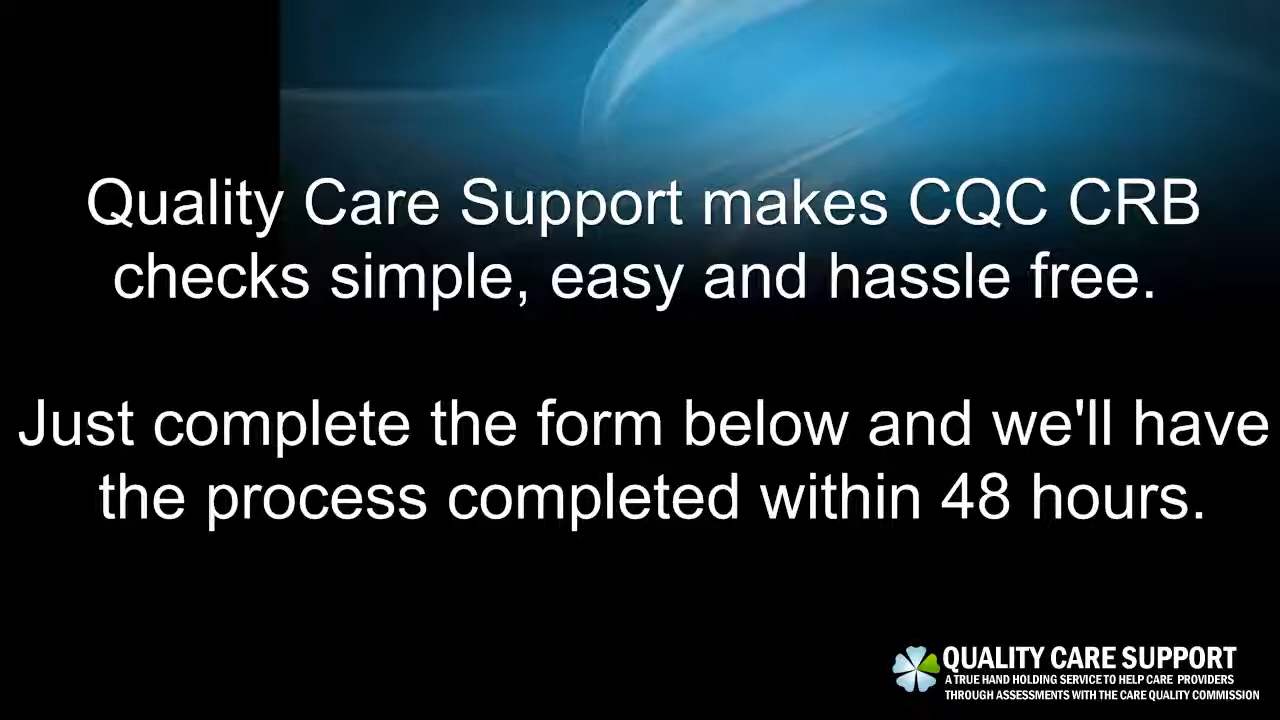 Quality Care Support makes CQC CRB
checks simple, easy and hassle free.
Just complete the form below and we'll have
the process completed within 48 hours.
QUALITY CARE SUPPORT
A TRUE HAND HOLDING SERVICE TO HELP CARE PROVIDERS
THROUGH ASSESSMENTS WITH THE CARE QUALITY COMMISSION